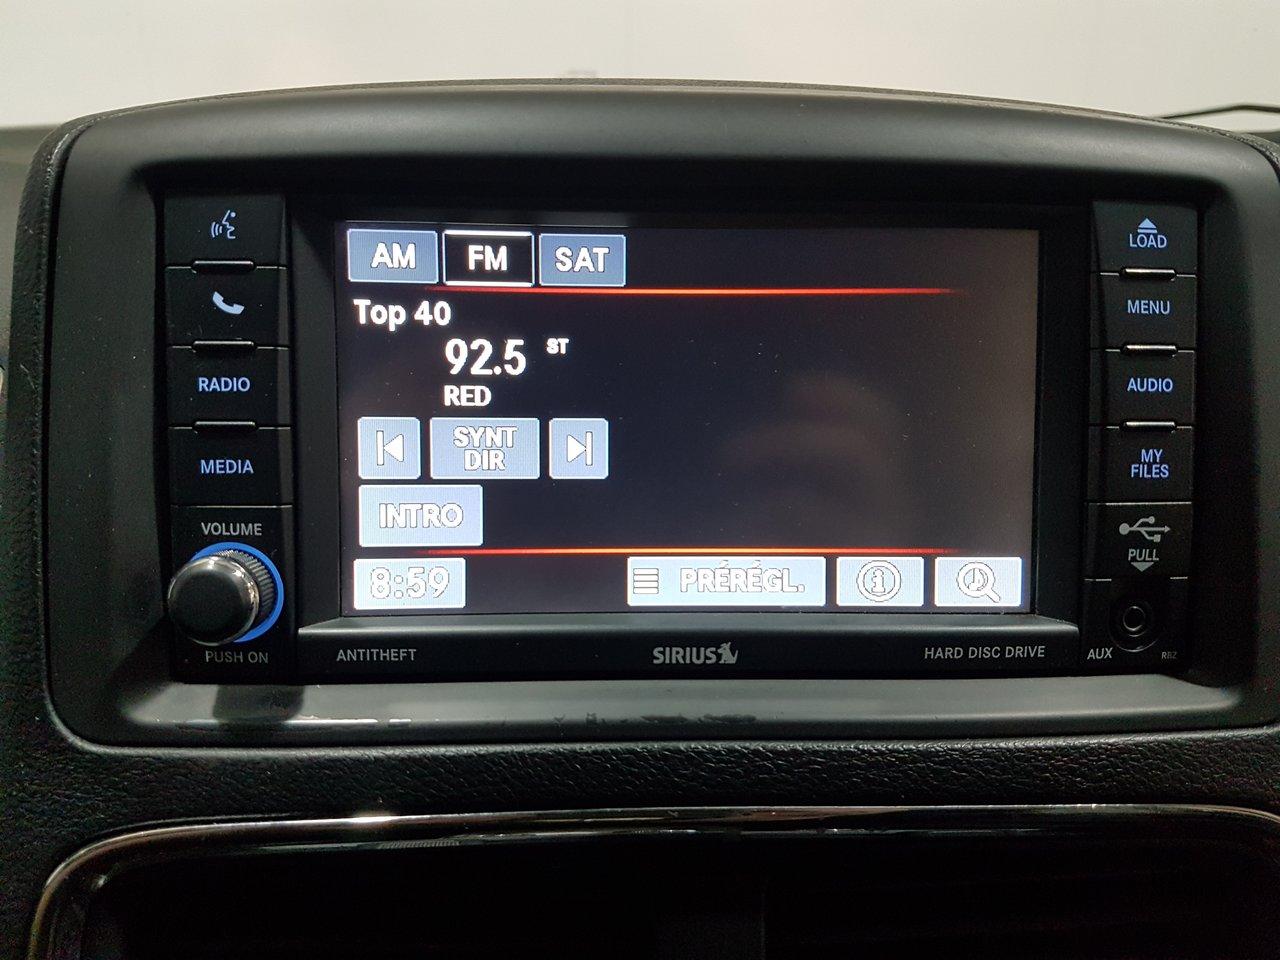 AM FM SAT
Top 40
92.5 ST
RED
SYNT
DIR
INTRO
8:59 PRÉRÉGL.
RADIO
MEDIA
VOLUME
PUSH ON
LOAD
MENU
AUDIO
MY
FILES
PULL
AUX RBZ
ANTITHEFT SIRIUS HARD DISC DRIVE